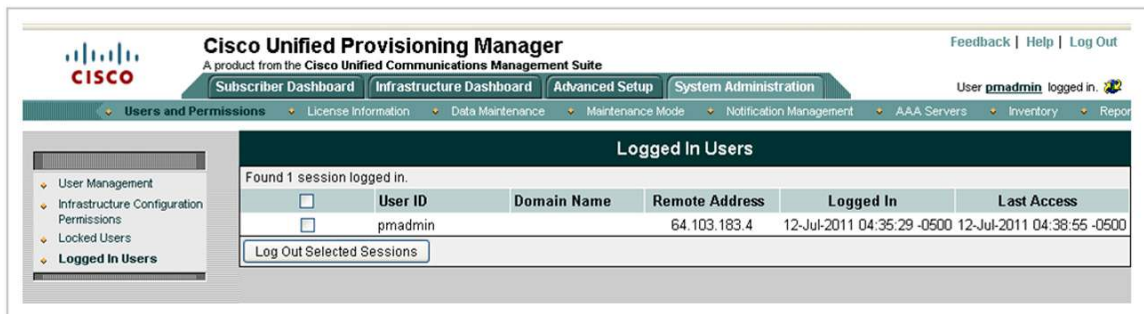 CISCO
Cisco Unified Provisioning Manager
A product from the Cisco Unified Communications Management Suite
Feedback | Help | Log Out
Subscriber Dashboard Infrastructure Dashboard Advanced Setup System Administration
User pmadmin logged in.
Users and Permissions License Information Data Maintenance Maintenance Mode Notification Management AAA Servers Inventory Repor
User Management
Infrastructure Configuration
Permissions
Locked Users
Logged In Users
Logged In Users
Found 1 session logged in.
User ID Domain Name Remote Address Logged In Last Access
pmadmin 64.103.183.4 12-Jul-2011 04:35:29 -0500 12-Jul-2011 04:38:55 -0500
Log Out Selected Sessions